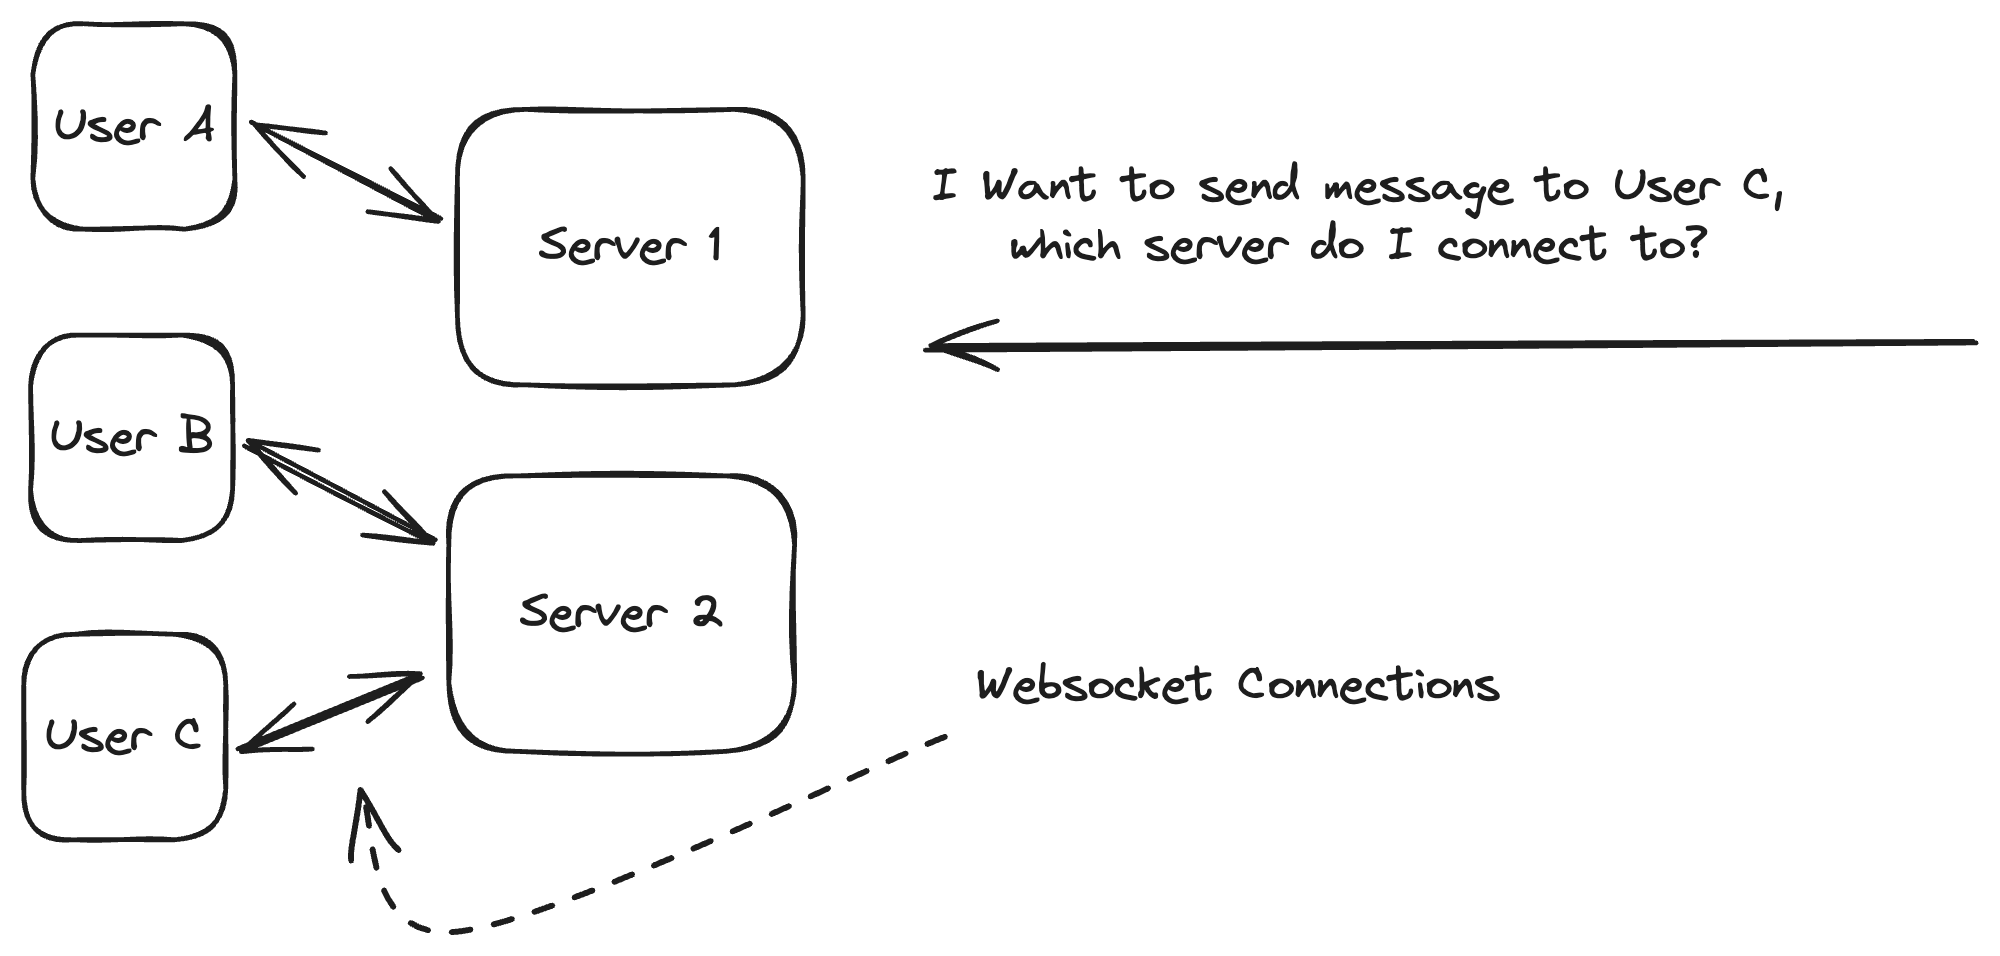 User A
Server 1
I Want to send message to User C,
which server do I connect to?
User B
Server 2
User C
Websocket Connections